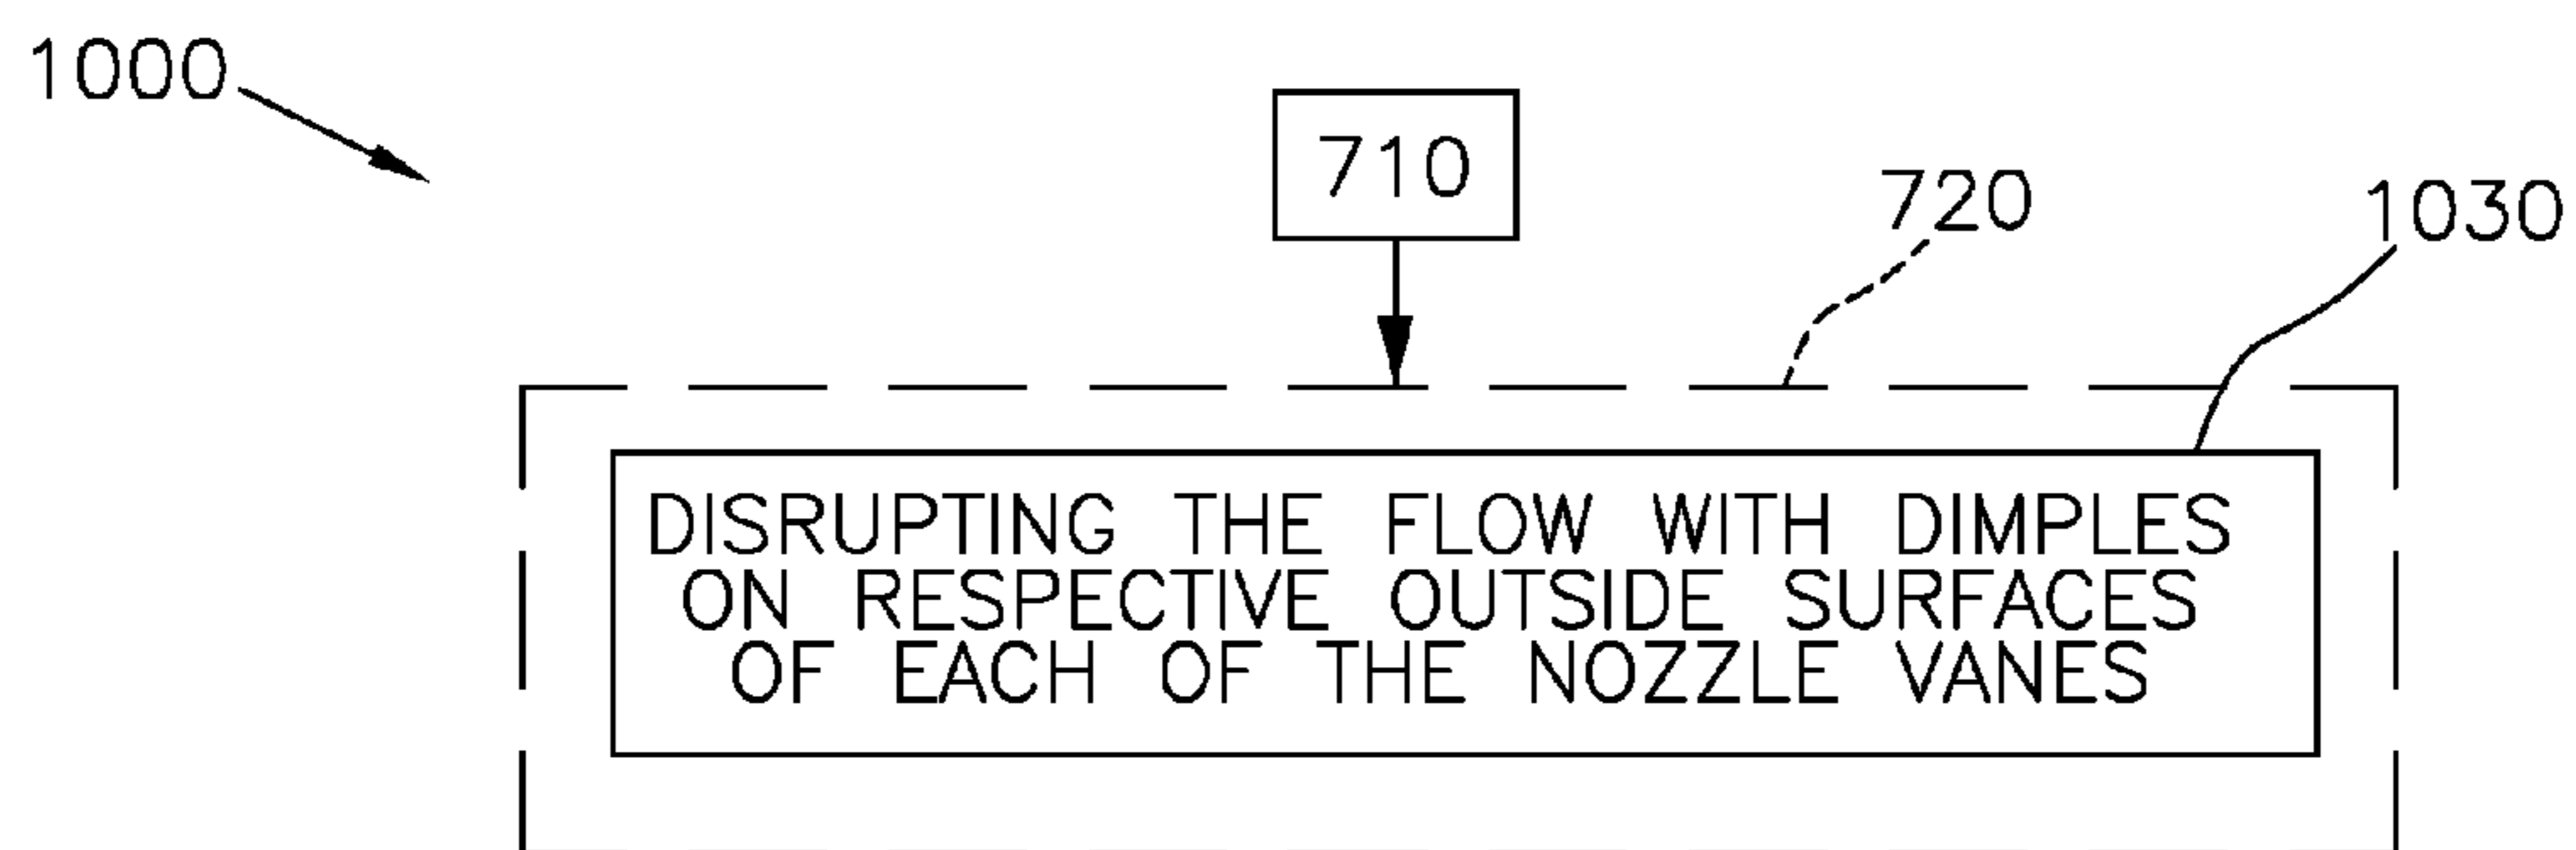 1000
710
720
1030
DISRUPTING THE FLOW WITH DIMPLES
ON RESPECTIVE OUTSIDE SURFACES
OF EACH OF THE NOZZLE VANES